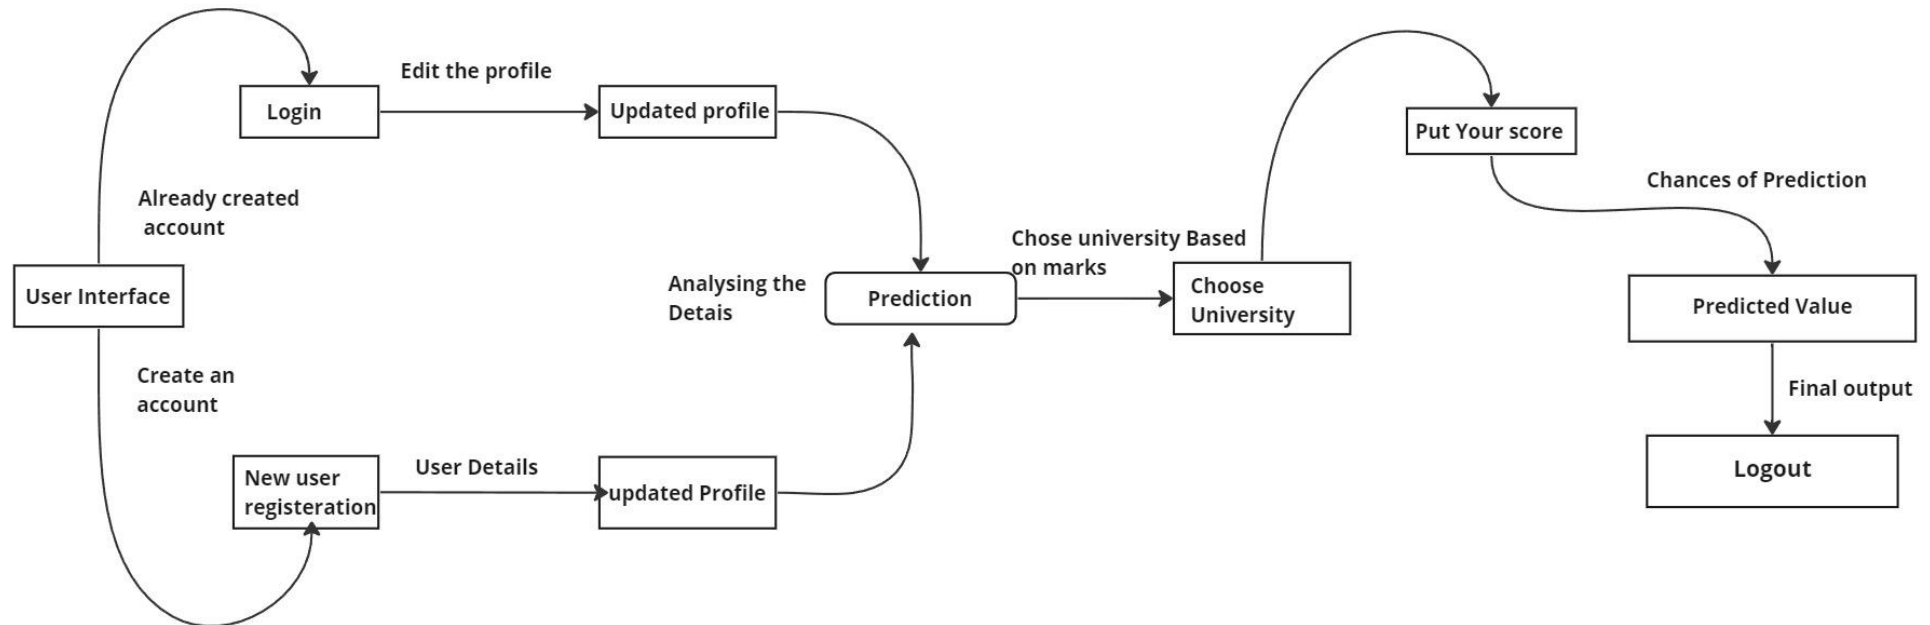 Edit the profile
Login
Updated profile
Put Your score
Chances of Prediction
Already created
account
Chose university Based
on marks
Analysing the
Detais
User Interface
Prediction
Choose
University
Predicted Value
Create an
account
Final output
New user
registeration
User Details
updated Profile
Logout